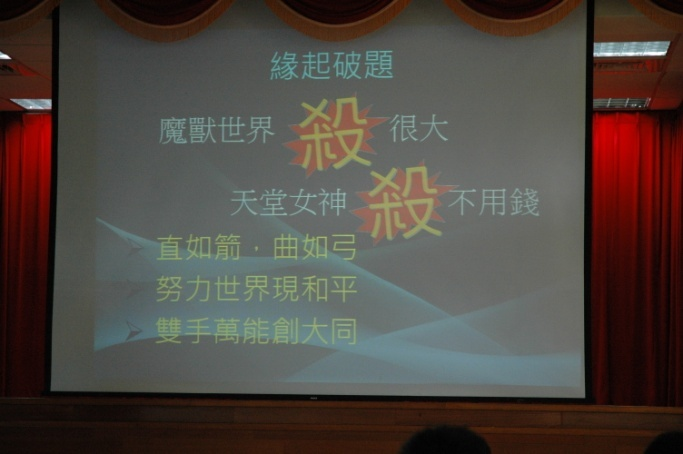 緣起破題
魔獸世界 殺 很大
天堂女神 殺 不用錢
直如箭，曲如弓
努力世界現和平
雙手萬能創大同